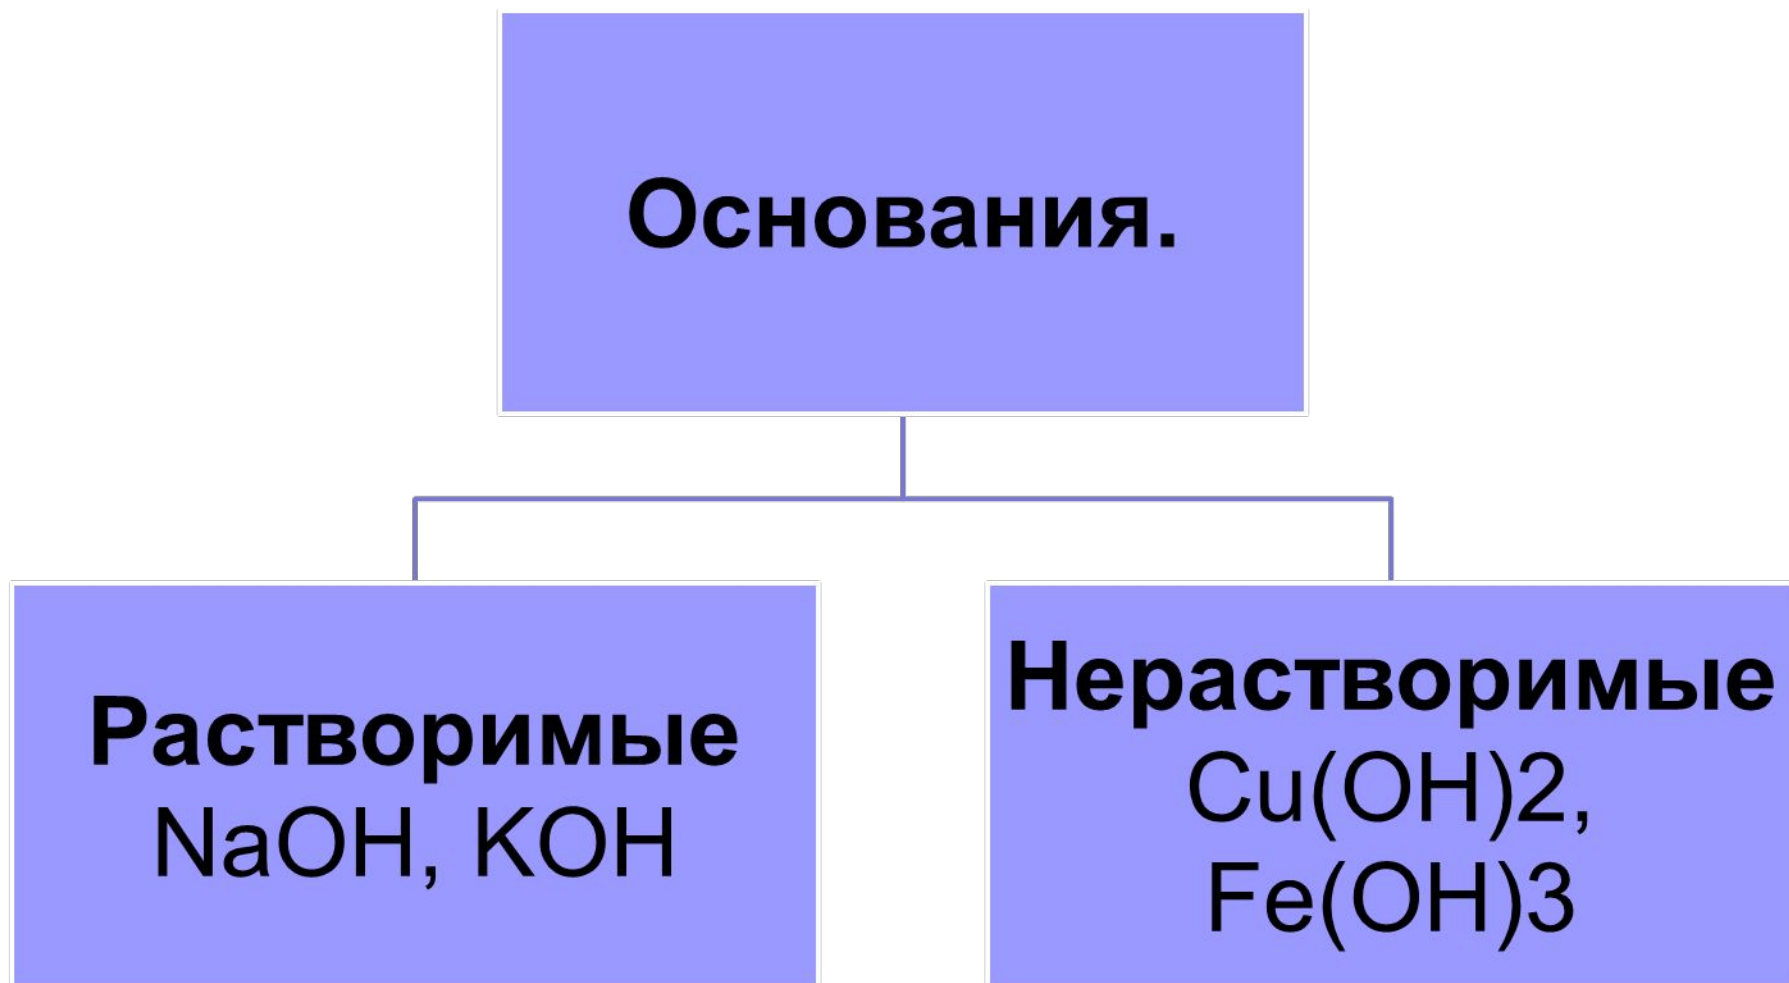 Основания.
Растворимые
NaOH, KOH
Нерастворимые
Cu(OH)2,
Fe(OH)3